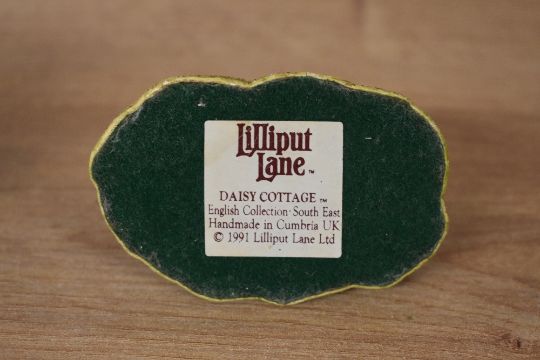 Lilliput
Lane™
DAISY COTTAGE™
English Collection·South East
Handmade in Cumbria UK
© 1991 Lilliput Lane Ltd